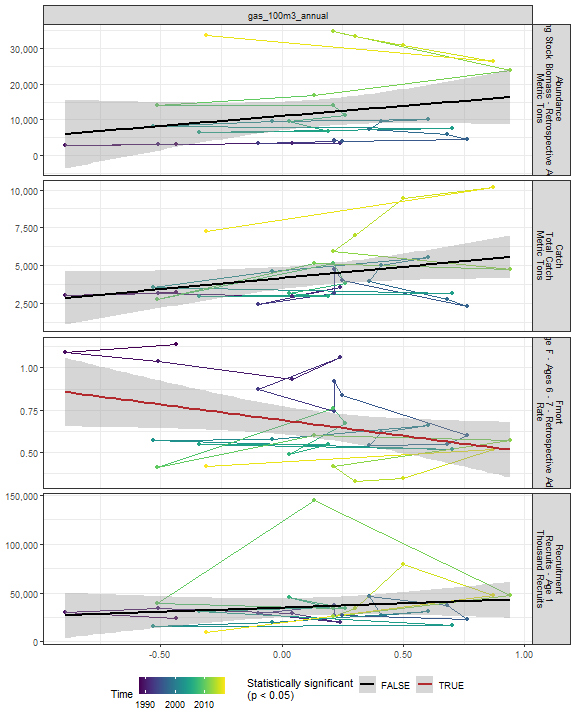 gas_100m3_annual
30,000
20,000
10,000
0
Abundance
ng Stock Biomass - Retrospective A
Metric Tons
10,000
7,500
5,000
2,500
Catch
Total Catch
Metric Tons
1.00
0.75
0.50
Fmort
ge F - Ages 6 - 7 - Retrospective Ad
Rate
150,000
100,000
50,000
0
Recruitment
Recruits - Age 1
Thousand Recruits
-0.50
0.00
0.50
1.00
Time
1990 2000 2010
Statistically significant
(p < 0.05)
FALSE
TRUE